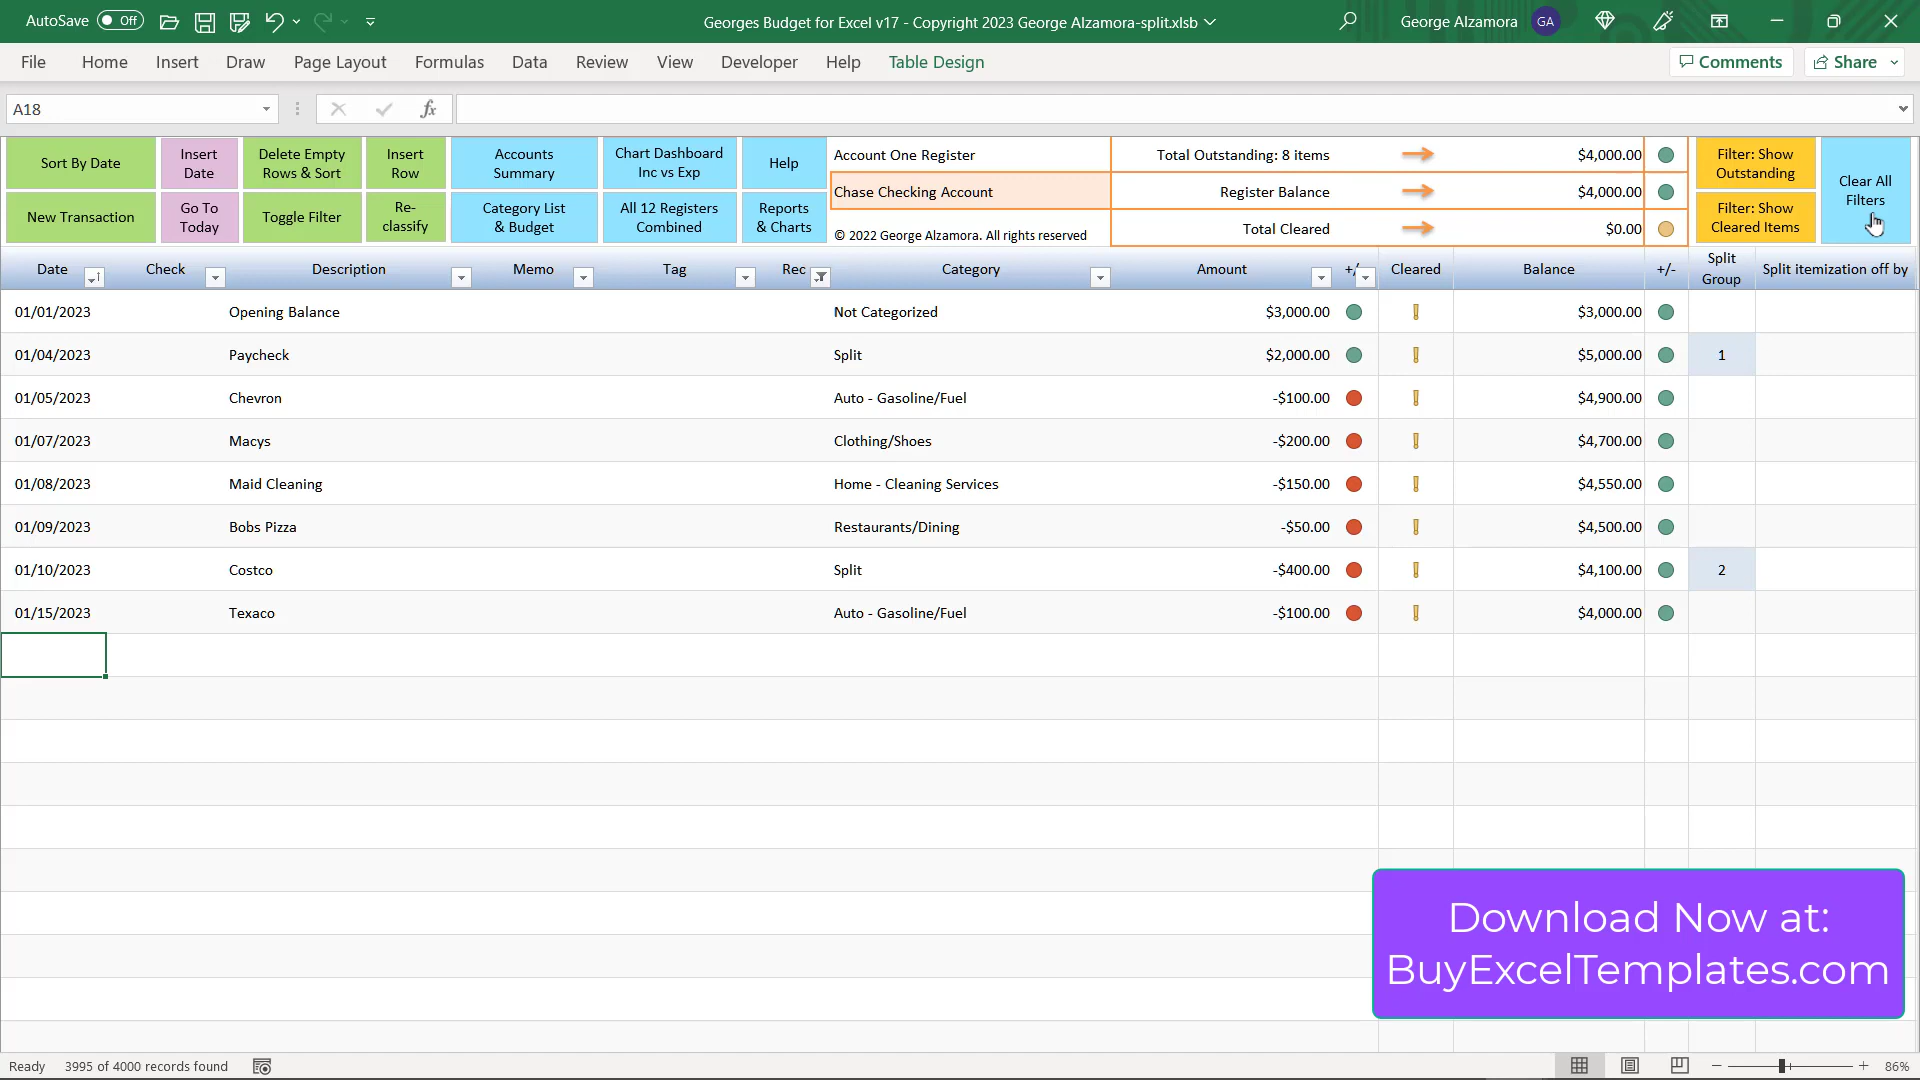 AutoSave Off
Georges Budget for Excel v17 - Copyright 2023 George Alzamora-split.xlsb
George Alzamora GA
File Home Insert Draw Page Layout Formulas Data Review View Developer Help Table Design
Comments Share
A18 fx
Sort By Date
Insert
Date
Delete Empty
Rows & Sort
Insert
Row
Accounts
Summary
Chart Dashboard
Inc vs Exp
Help
New Transaction
Go To
Today
Toggle Filter
Re-
classify
Category List
& Budget
All 12 Registers
Combined
Reports
& Charts
Account One Register
Chase Checking Account
© 2022 George Alzamora. All rights reserved
Total Outstanding: 8 items $4,000.00
Register Balance $4,000.00
Total Cleared $0.00
Filter: Show
Outstanding
Filter: Show
Cleared Items
Clear All
Filters
Date Check Description Memo Tag Rec Category Amount +/- Cleared Balance +/- Split Group Split itemization off by
01/01/2023 Opening Balance Not Categorized $3,000.00 $3,000.00
01/04/2023 Paycheck Split $2,000.00 $5,000.00 1
01/05/2023 Chevron Auto - Gasoline/Fuel -$100.00 $4,900.00
01/07/2023 Macys Clothing/Shoes -$200.00 $4,700.00
01/08/2023 Maid Cleaning Home - Cleaning Services -$150.00 $4,550.00
01/09/2023 Bobs Pizza Restaurants/Dining -$50.00 $4,500.00
01/10/2023 Costco Split -$400.00 $4,100.00 2
01/15/2023 Texaco Auto - Gasoline/Fuel -$100.00 $4,000.00
Download Now at:
BuyExcelTemplates.com
Ready 3995 of 4000 records found 86%